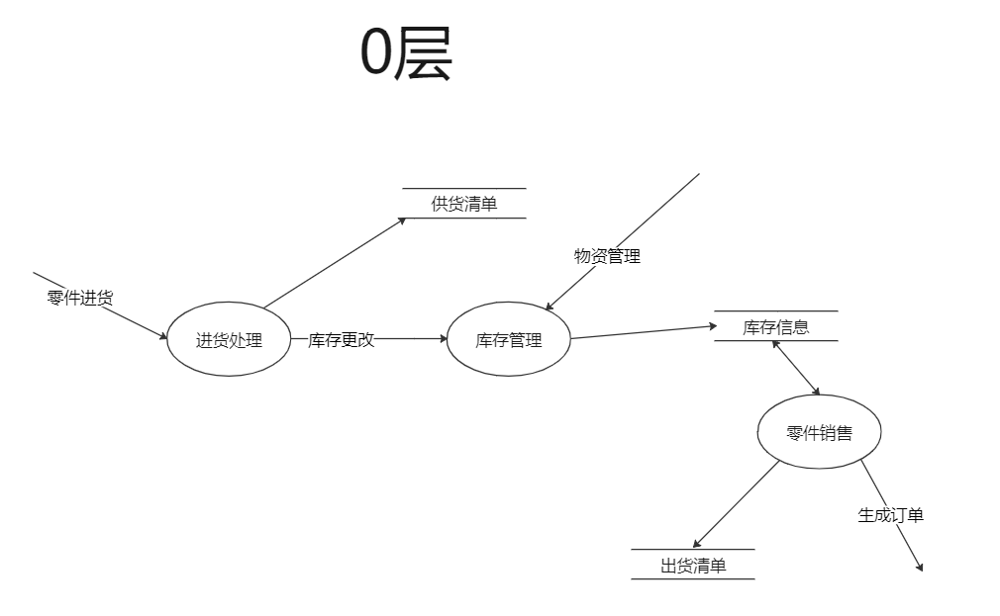 0层
供货清单
物资管理
零件进货
库存信息
进货处理
库存更改
库存管理
零件销售
生成订单
出货清单